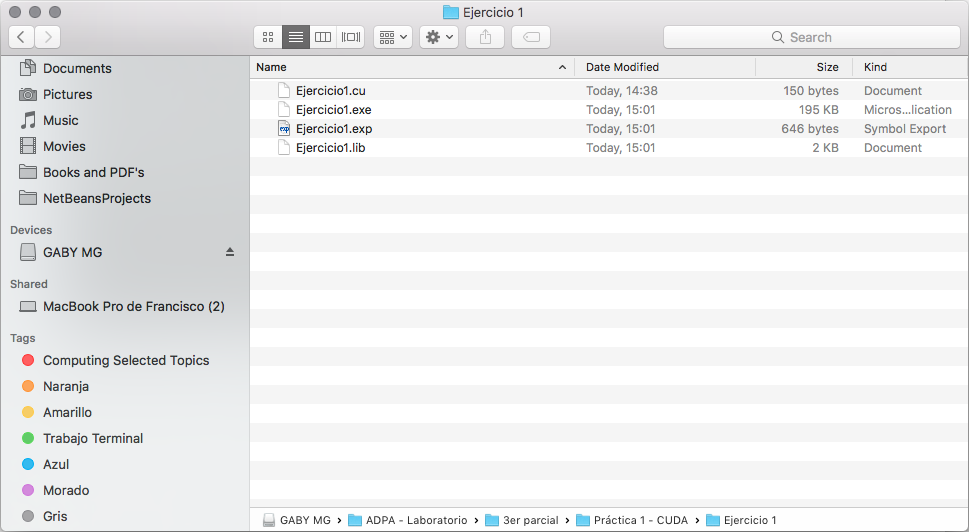 Ejercicio 1
Search
Documents
Pictures
Music
Movies
Books and PDF's
NetBeansProjects
Devices
GABY MG
Shared
MacBook Pro de Francisco (2)
Tags
Computing Selected Topics
Naranja
Amarillo
Trabajo Terminal
Azul
Morado
Gris
Name Date Modified Size Kind
Ejercicio1.cu Today, 14:38 150 bytes Document
Ejercicio1.exe Today, 15:01 195 KB Micros...lication
exp Ejercicio1.exp Today, 15:01 646 bytes Symbol Export
Ejercicio1.lib Today, 15:01 2 KB Document
GABY MG › ADPA - Laboratorio › 3er parcial › Práctica 1 - CUDA › Ejercicio 1